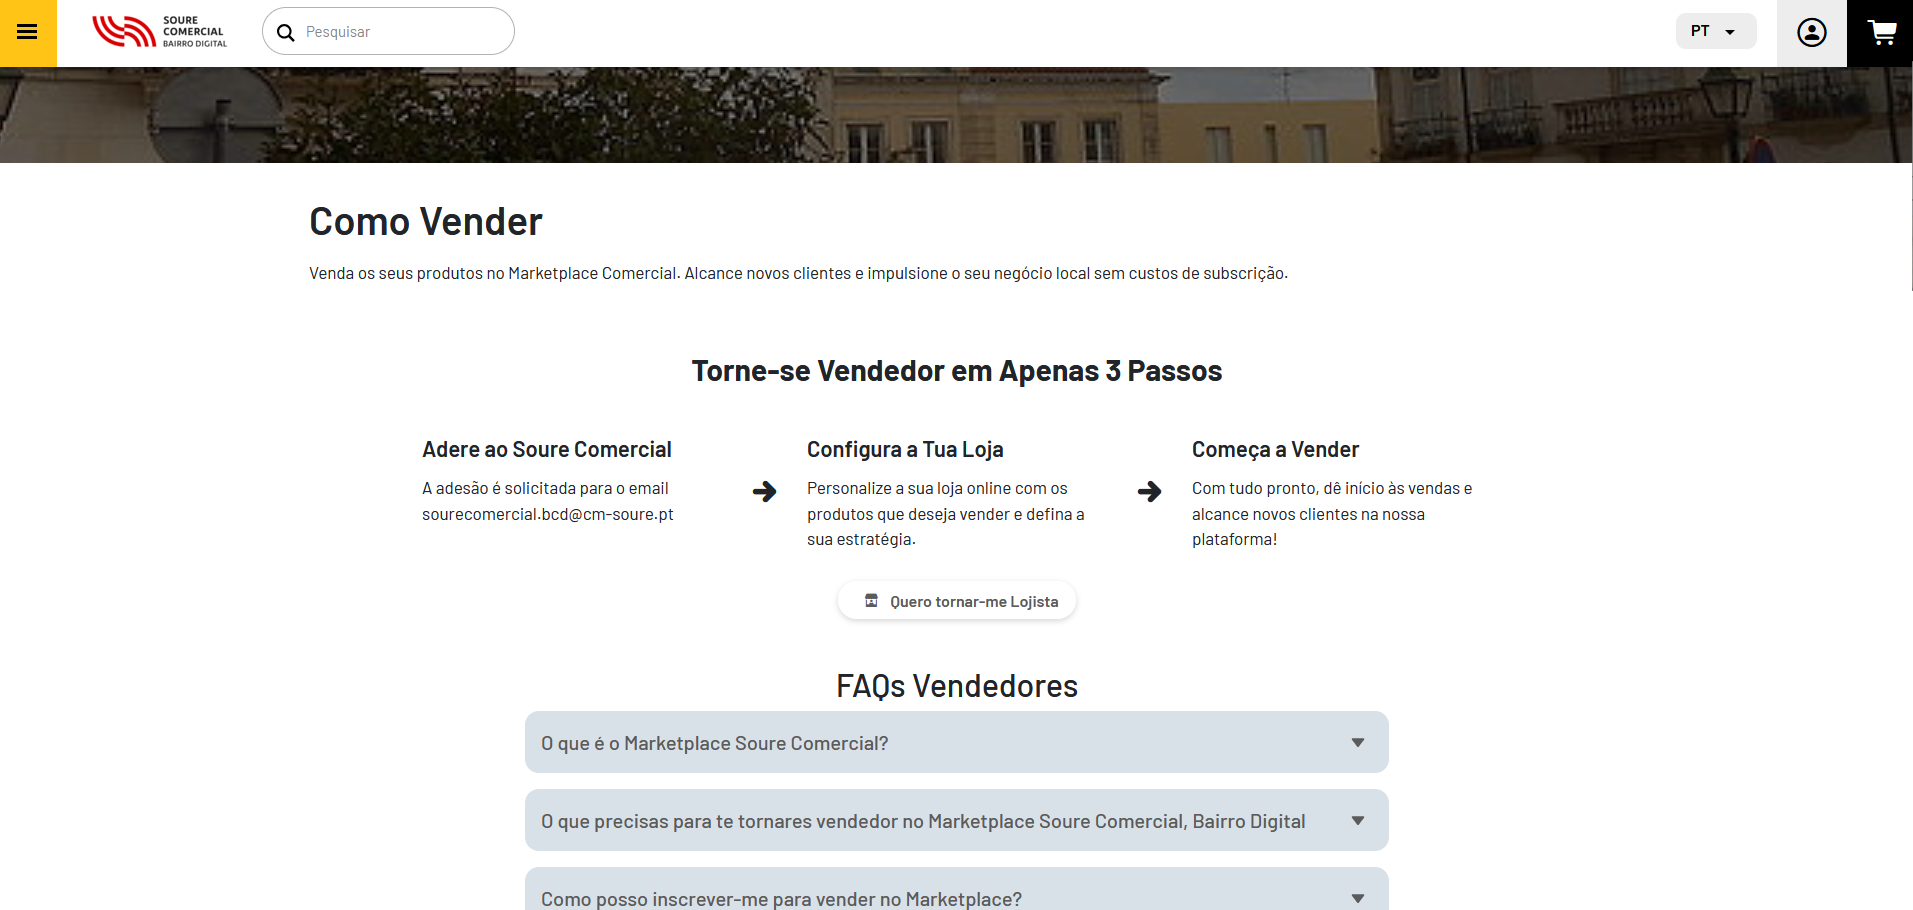 SOURE
COMERCIAL
BAIRRO DIGITAL
Pesquisar
PT
Como Vender
Venda os seus produtos no Marketplace Comercial. Alcance novos clientes e impulsione o seu negócio local sem custos de subscrição.
Torne-se Vendedor em Apenas 3 Passos
Adere ao Soure Comercial
A adesão é solicitada para o email
sourecomercial.bcd@cm-soure.pt
Configura a Tua Loja
Personalize a sua loja online com os
produtos que deseja vender e defina a
sua estratégia.
Começa a Vender
Com tudo pronto, dê início às vendas e
alcance novos clientes na nossa
plataforma!
Quero tornar-me Lojista
FAQs Vendedores
O que é o Marketplace Soure Comercial?
O que precisas para te tornares vendedor no Marketplace Soure Comercial, Bairro Digital
Como posso inscrever-me para vender no Marketplace?